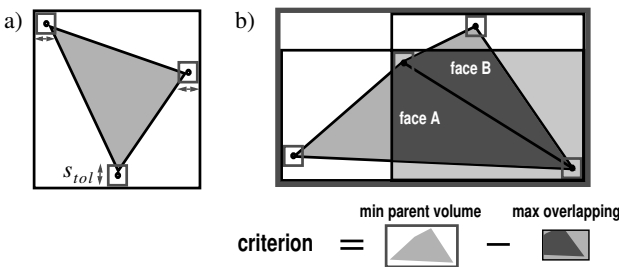 a)
b)
face B
face A
s_tol
min parent volume
max overlapping
criterion = −